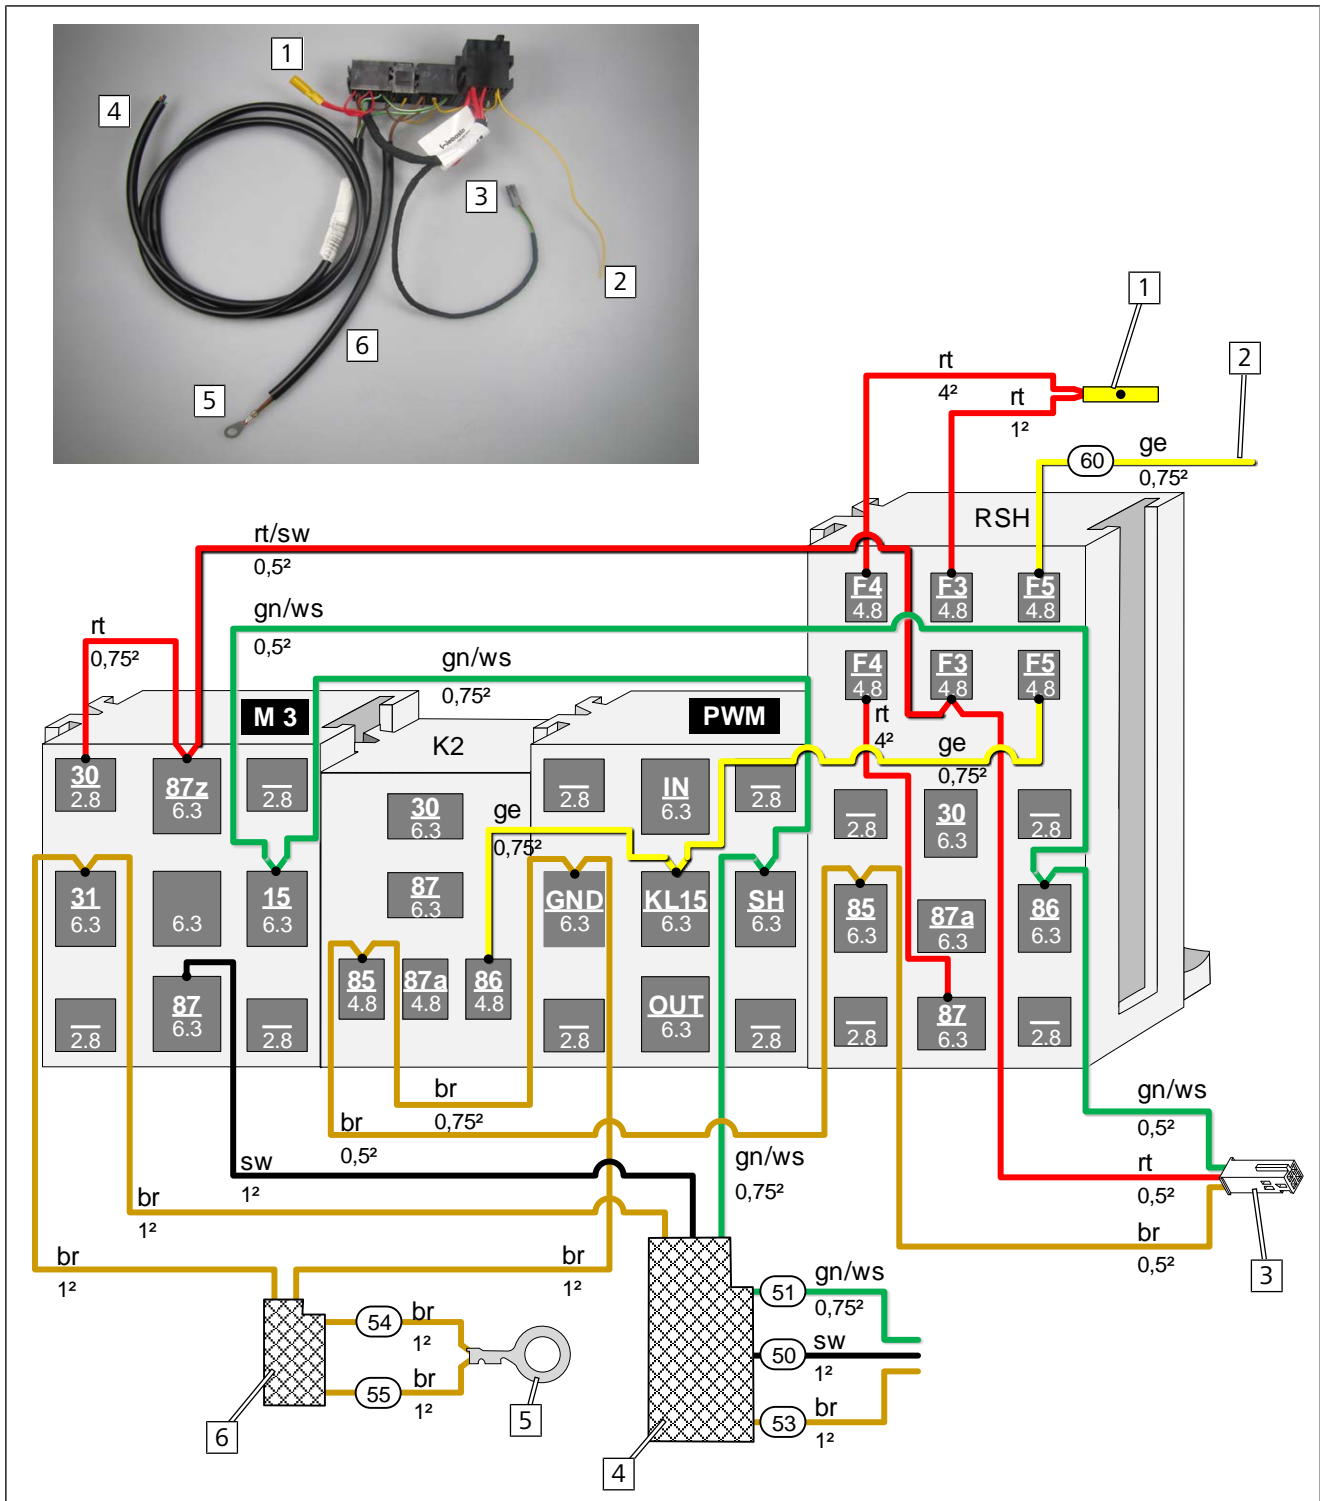 1
4
3
2
6
5
1
2
rt
4²
rt
1²
60
ge
0,75²
RSH
rt/sw
0,5²
F4
4.8
F3
4.8
F5
4.8
gn/ws
0,5²
rt
0,75²
gn/ws
0,75²
F4
4.8
F3
4.8
F5
4.8
M 3
K2
PWM
rt
4²
ge
0,75²
30
2.8
87z
6.3
2.8
30
6.3
2.8
IN
6.3
2.8
2.8
30
6.3
2.8
ge
0,75²
31
6.3
6.3
15
6.3
87
6.3
GND
6.3
KL15
6.3
SH
6.3
85
6.3
87a
6.3
86
6.3
85
4.8
87a
4.8
86
4.8
2.8
87
6.3
2.8
2.8
OUT
6.3
2.8
2.8
87
6.3
2.8
br
0,75²
br
0,5²
gn/ws
0,5²
sw
1²
gn/ws
0,75²
rt
0,5²
br
1²
br
0,5²
br
1²
br
1²
3
51
gn/ws
0,75²
54
br
1²
50
sw
1²
55
br
1²
53
br
1²
6
5
4